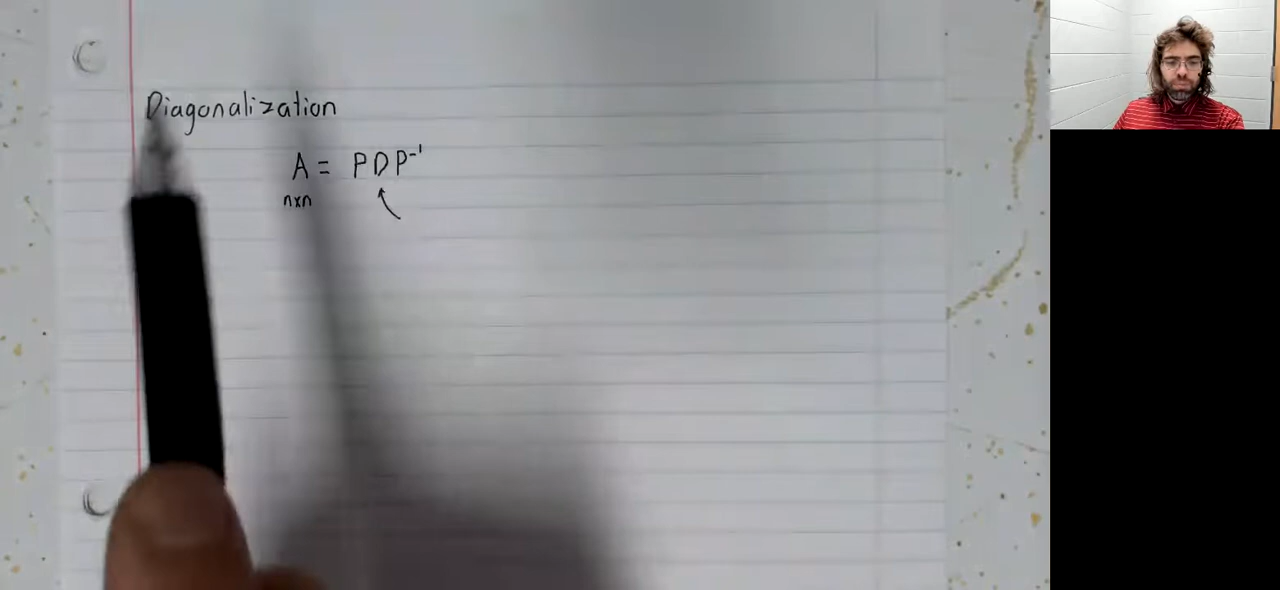 Diagonalization
A = PDP⁻¹
n×n